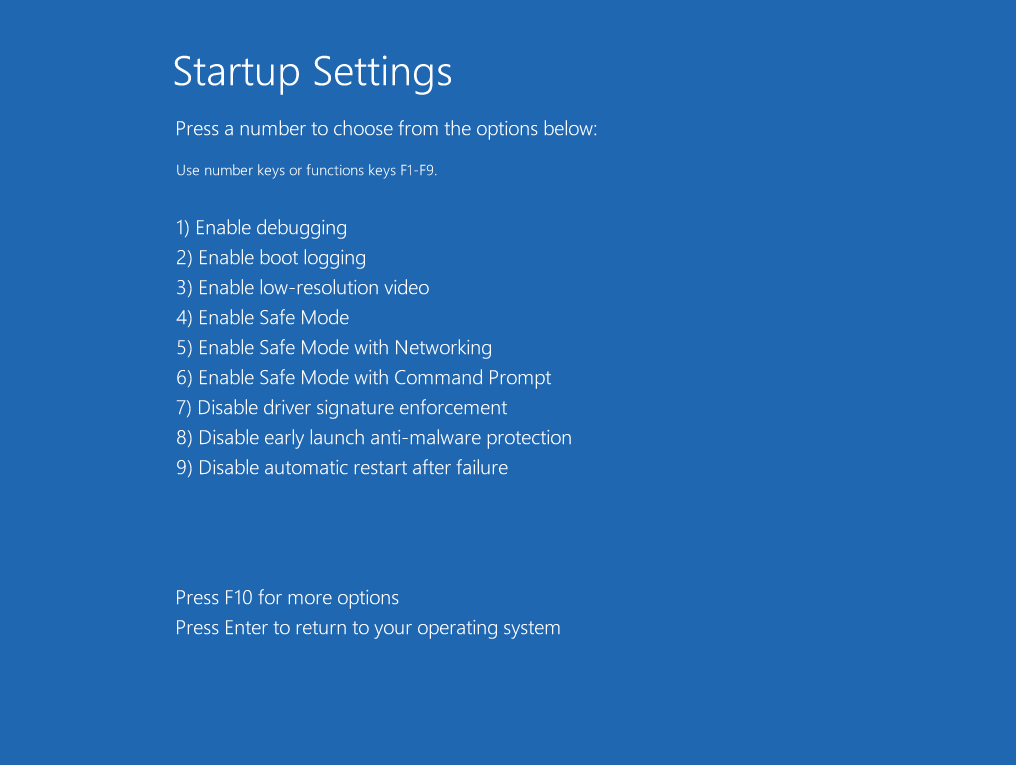 Startup Settings
Press a number to choose from the options below:
Use number keys or functions keys F1-F9.
1) Enable debugging
2) Enable boot logging
3) Enable low-resolution video
4) Enable Safe Mode
5) Enable Safe Mode with Networking
6) Enable Safe Mode with Command Prompt
7) Disable driver signature enforcement
8) Disable early launch anti-malware protection
9) Disable automatic restart after failure
Press F10 for more options
Press Enter to return to your operating system